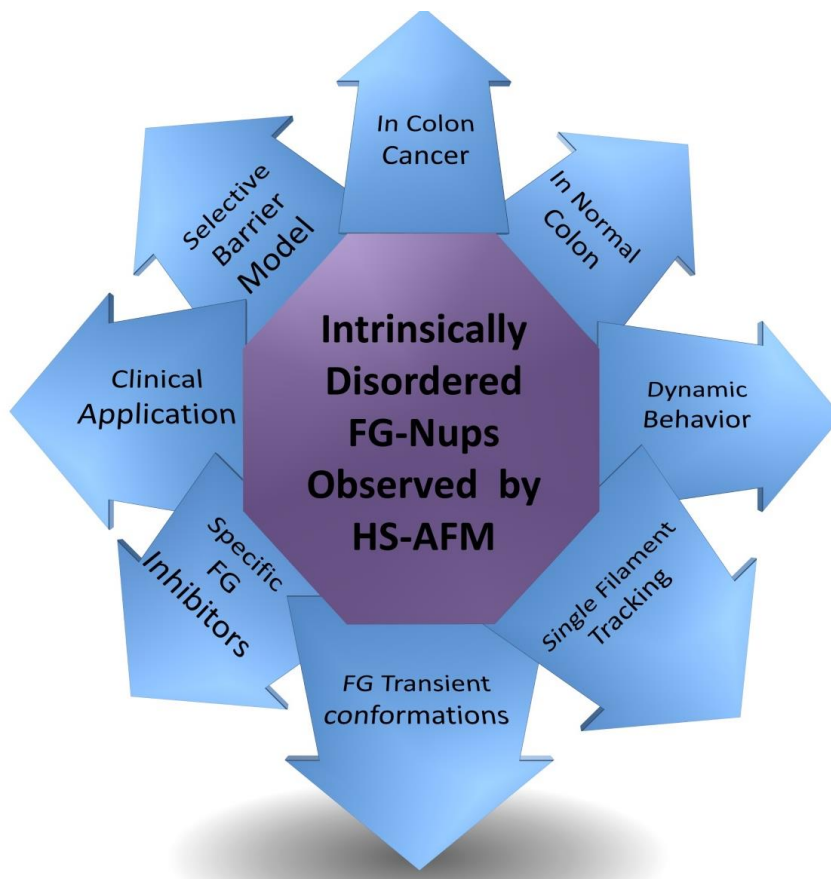 In Colon
Cancer
In Normal
Colon
Dynamic
Behavior
Single Filament
Tracking
FG Transient
conformations
Specific
FG
Inhibitors
Clinical
Application
Selective
Barrier
Model
Intrinsically
Disordered
FG-Nups
Observed by
HS-AFM